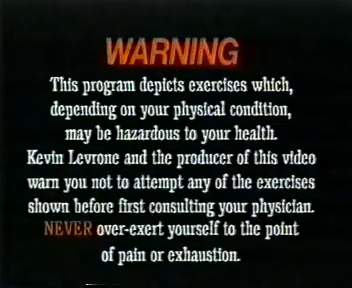 WARNING
This program depicts exercises which,
depending on your physical condition,
may be hazardous to your health.
Kevin Levrone and the producer of this video
warn you not to attempt any of the exercises
shown before first consulting your physician.
NEVER over-exert yourself to the point
of pain or exhaustion.